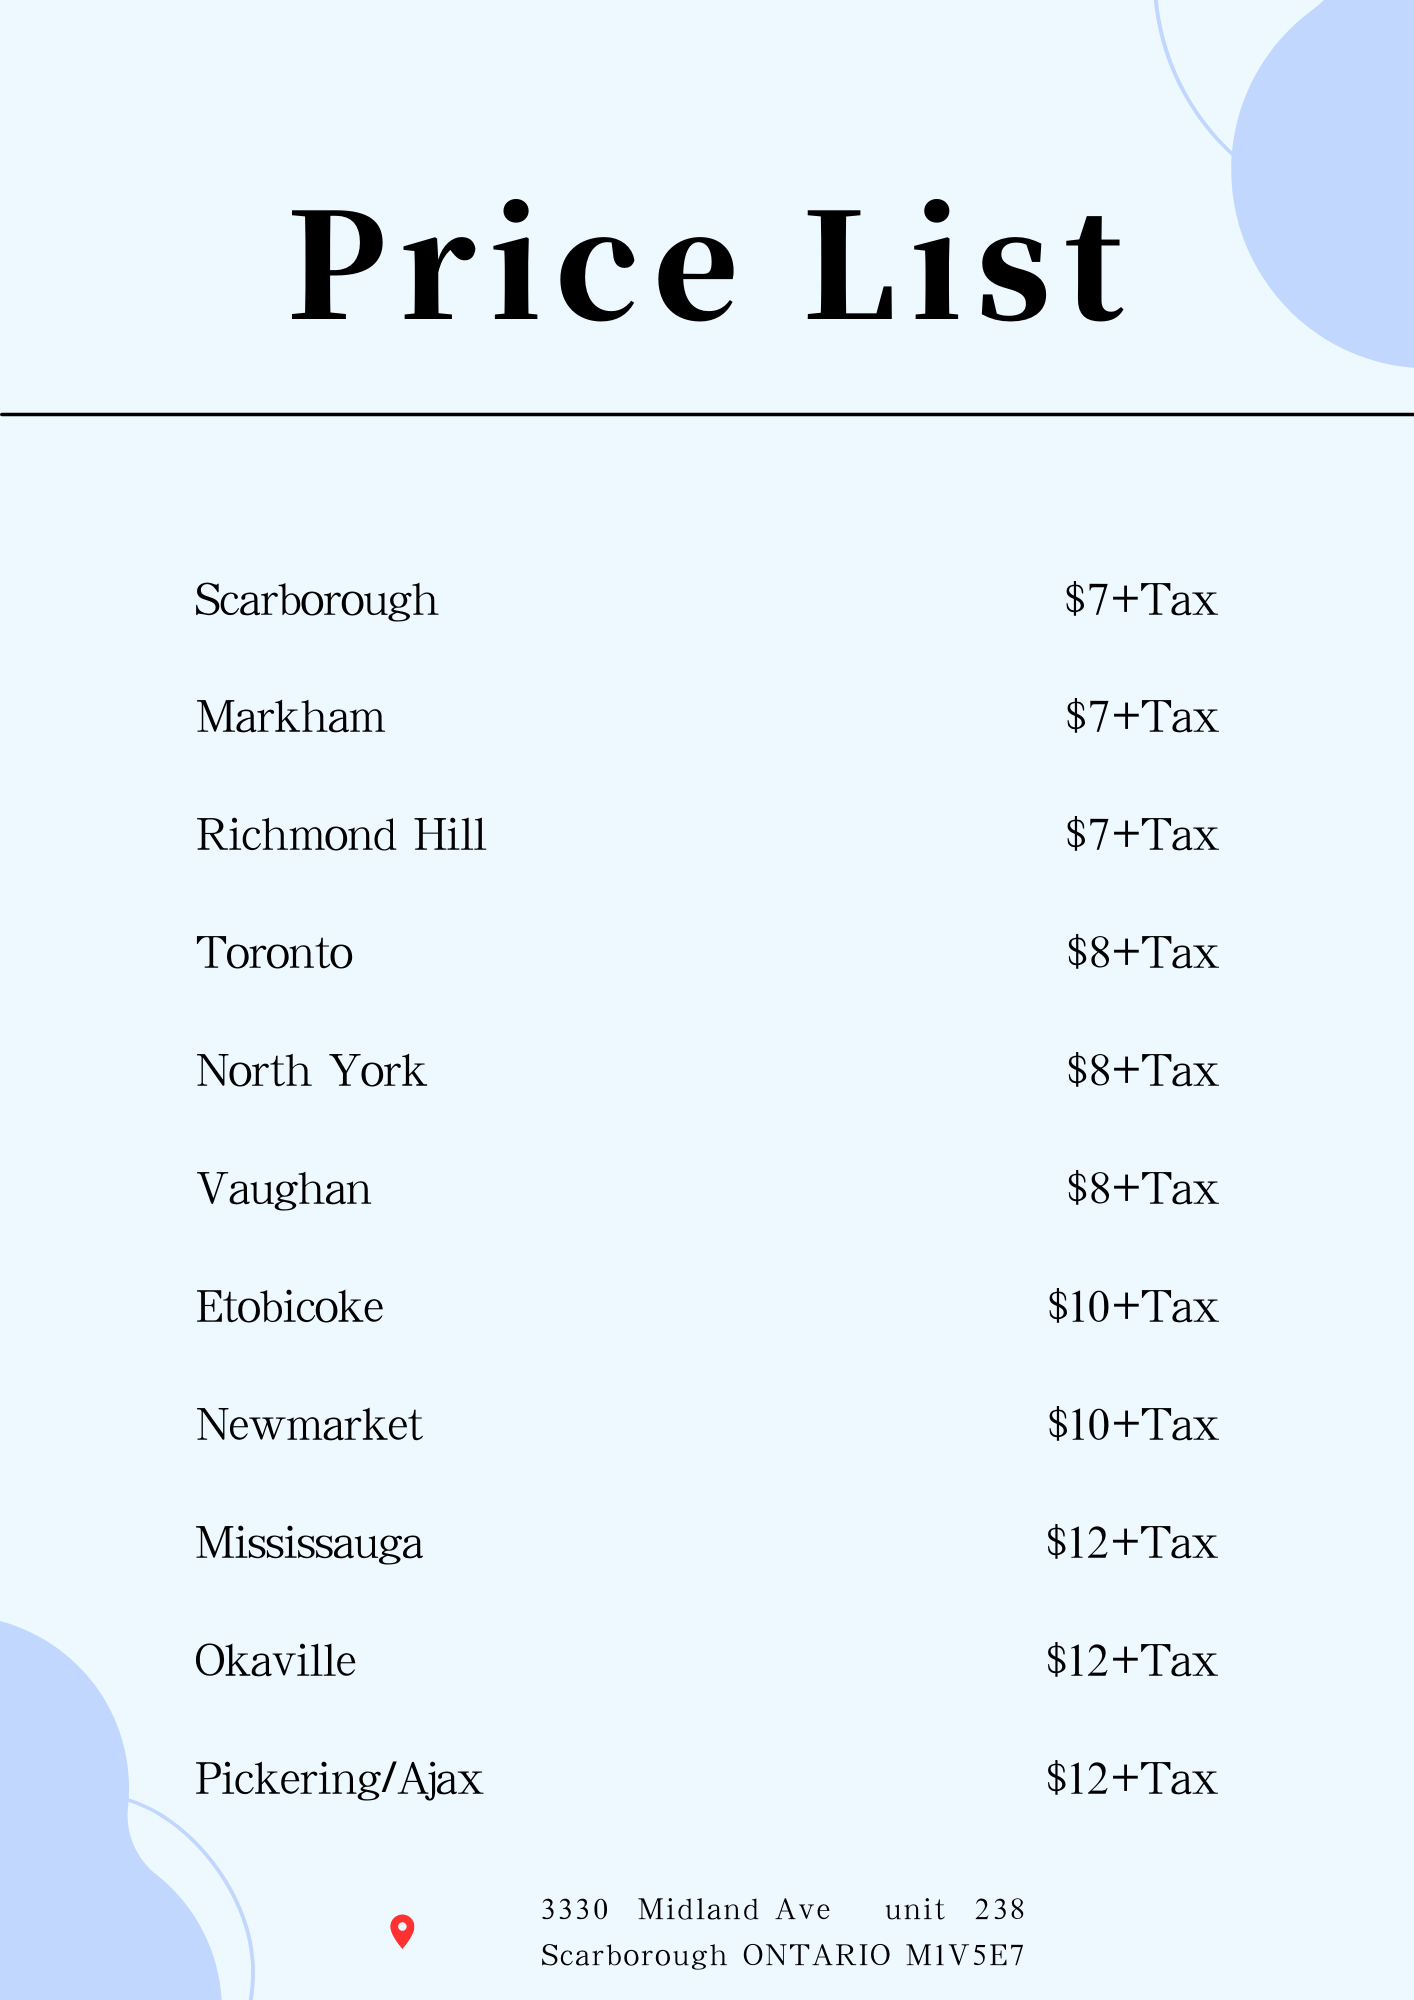 Price List
Scarborough $7+Tax
Markham $7+Tax
Richmond Hill $7+Tax
Toronto $8+Tax
North York $8+Tax
Vaughan $8+Tax
Etobicoke $10+Tax
Newmarket $10+Tax
Mississauga $12+Tax
Okaville $12+Tax
Pickering/Ajax $12+Tax
3330 Midland Ave unit 238
Scarborough ONTARIO M1V5E7